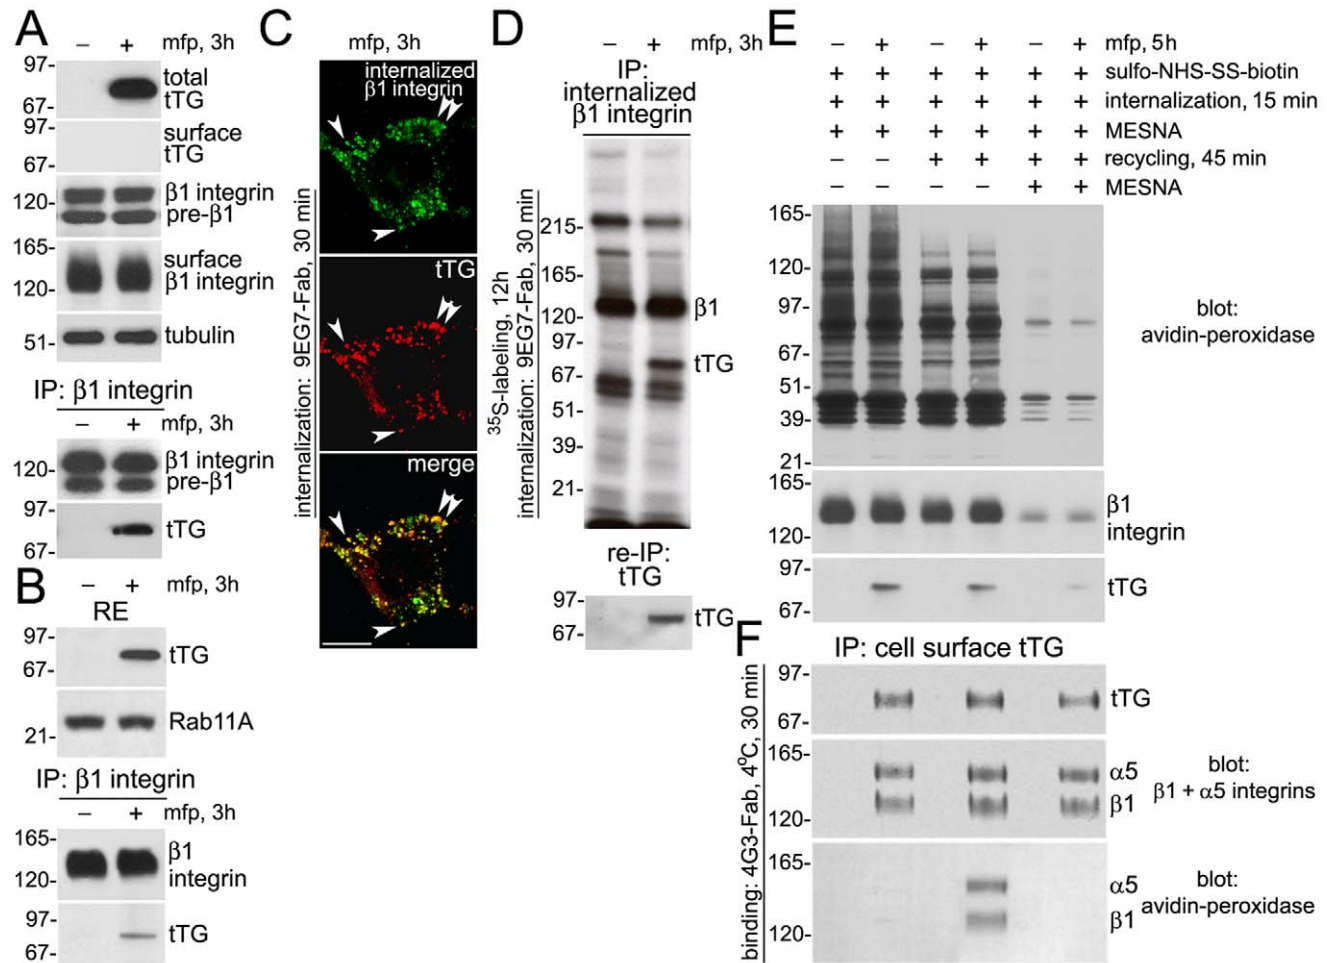 A
– + mfp, 3h
97-
67-
total
tTG
97-
67-
surface
tTG
120-
β1 integrin
pre-β1
165-
120-
surface
β1 integrin
51-
tubulin
IP: β1 integrin
– + mfp, 3h
120-
β1 integrin
pre-β1
97-
67-
tTG
B
– + mfp, 3h
RE
97-
67-
tTG
21-
Rab11A
IP: β1 integrin
– + mfp, 3h
165-
120-
β1
integrin
97-
67-
tTG
C
mfp, 3h
internalization: 9EG7-Fab, 30 min
internalized
β1 integrin
tTG
merge
D
– + mfp, 3h
IP:
internalized
β1 integrin
35S-labeling, 12h
internalization: 9EG7-Fab, 30 min
215-
165-
120-
97-
67-
51-
39-
21-
β1
tTG
re-IP:
tTG
97-
67-
tTG
E
– + – + – + mfp, 5h
+ + + + + + sulfo-NHS-SS-biotin
+ + + + + + internalization, 15 min
+ + + + + + MESNA
– – + + + + recycling, 45 min
– – – – + + MESNA
165-
120-
97-
67-
51-
39-
21-
blot:
avidin-peroxidase
165-
120-
β1
integrin
97-
67-
tTG
F
IP: cell surface tTG
binding: 4G3-Fab, 4°C, 30 min
97-
67-
tTG
165-
120-
α5
β1
blot:
β1 + α5 integrins
165-
120-
α5
β1
blot:
avidin-peroxidase